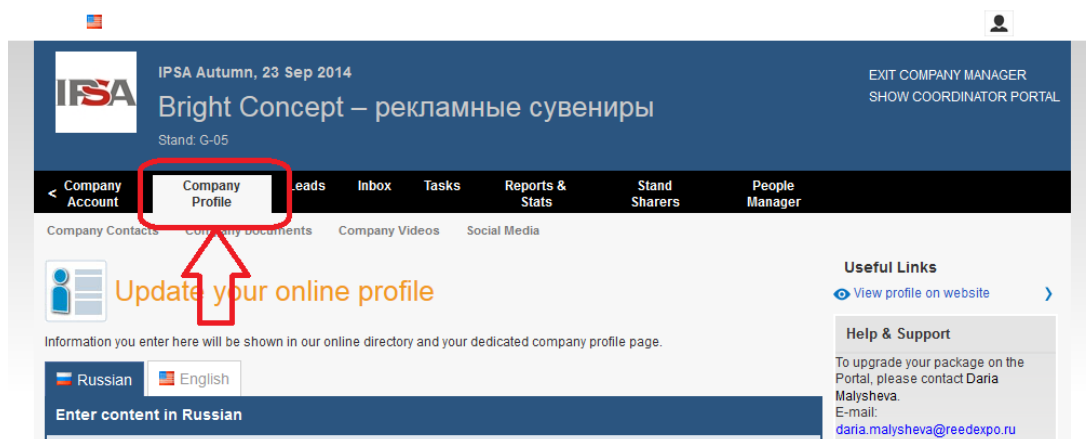 IPSA
IPSA Autumn, 23 Sep 2014
Bright Concept – рекламные сувениры
Stand: G-05
EXIT COMPANY MANAGER
SHOW COORDINATOR PORTAL
< Company Account
Company Profile
Leads
Inbox
Tasks
Reports & Stats
Stand Sharers
People Manager
Company Contacts Company Documents Company Videos Social Media
Update your online profile
Information you enter here will be shown in our online directory and your dedicated company profile page.
Russian English
Enter content in Russian
Useful Links
View profile on website
Help & Support
To upgrade your package on the
Portal, please contact Daria
Malysheva.
E-mail:
daria.malysheva@reedexpo.ru